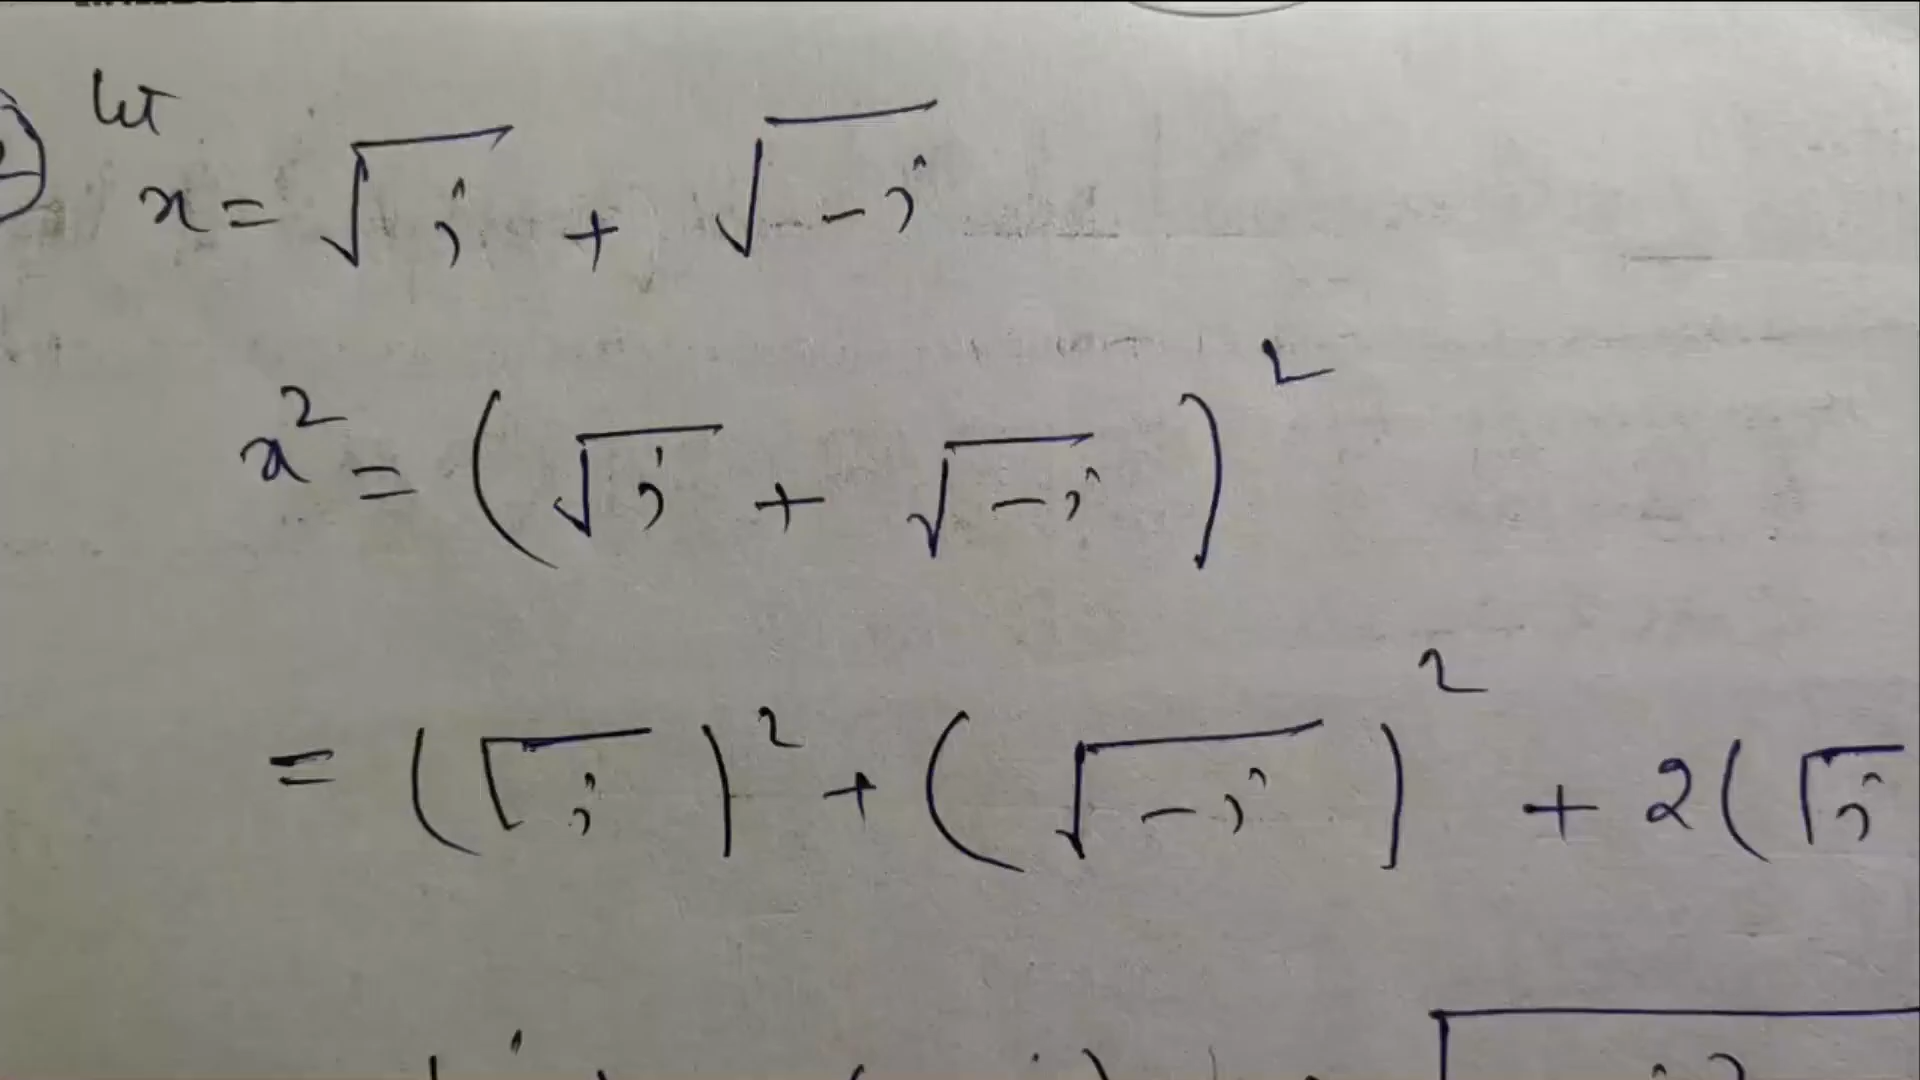 let
x = √i + √-i
x² = (√i + √-i)²
= (√i)² + (√-i)² + 2(√i